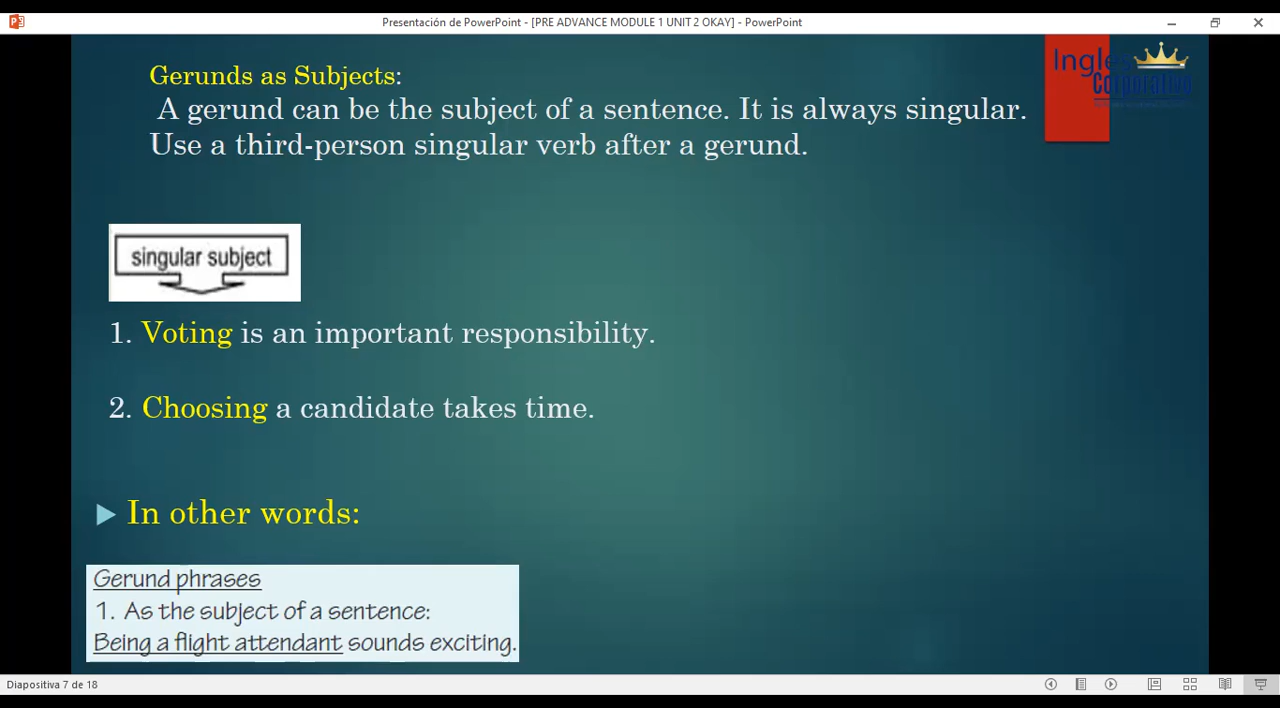 Presentación de PowerPoint - [PRE ADVANCE MODULE 1 UNIT 2 OKAY] - PowerPoint
Gerunds as Subjects:
A gerund can be the subject of a sentence. It is always singular.
Use a third-person singular verb after a gerund.
Ingles
Corporativo
singular subject
1. Voting is an important responsibility.
2. Choosing a candidate takes time.
In other words:
Gerund phrases
1. As the subject of a sentence:
Being a flight attendant sounds exciting.
Diapositiva 7 de 18